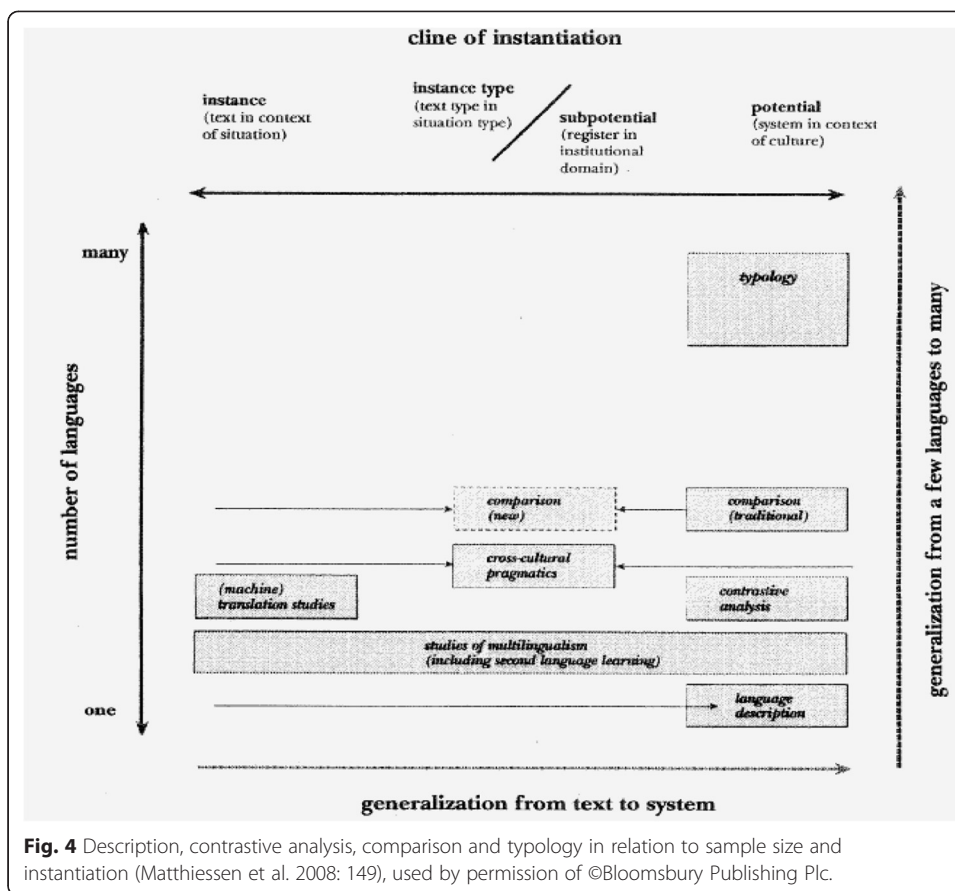 cline of instantiation
instance
(text in context
of situation)
instance type
(text type in
situation type)
subpotential
(register in
institutional
domain)
potential
(system in context
of culture)
many
number of languages
one
typology
comparison
(new)
comparison
(traditional)
cross-cultural
pragmatics
(machine)
translation studies
contrastive
analysis
studies of multilingualism
(including second language learning)
language
description
generalization from a few languages to many
generalization from text to system
Fig. 4 Description, contrastive analysis, comparison and typology in relation to sample size and
instantiation (Matthiessen et al. 2008: 149), used by permission of ©Bloomsbury Publishing Plc.